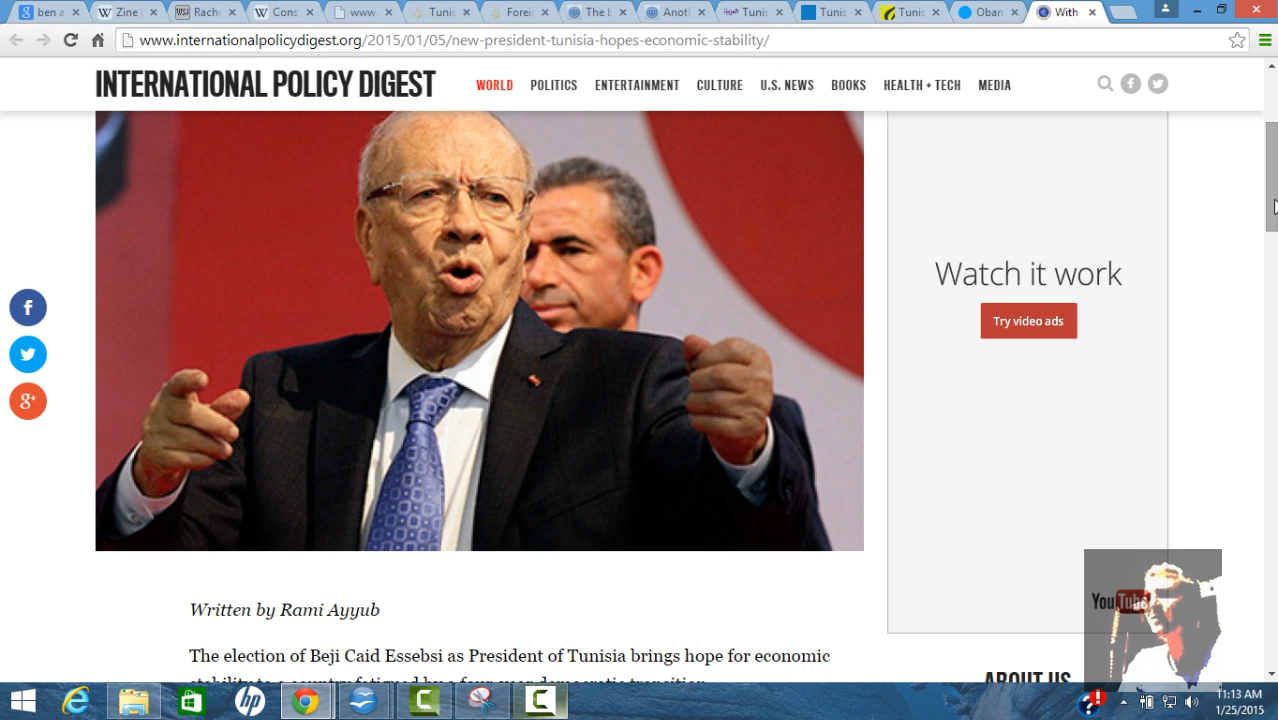 ben a
Zine
Rache
Cons
www.
Tunis
Foreig
The b
Anoth
Tunis
Tunis
Tunis
Oban
With
www.internationalpolicydigest.org/2015/01/05/new-president-tunisia-hopes-economic-stability/
INTERNATIONAL POLICY DIGEST
WORLD POLITICS ENTERTAINMENT CULTURE U.S. NEWS BOOKS HEALTH + TECH MEDIA
Watch it work
Try video ads
Written by Rami Ayyub
The election of Beji Caid Essebsi as President of Tunisia brings hope for economic
stability to a country fatigued by a four-year democratic transition.
YouTube
ABOUT US
11:13 AM
1/25/2015